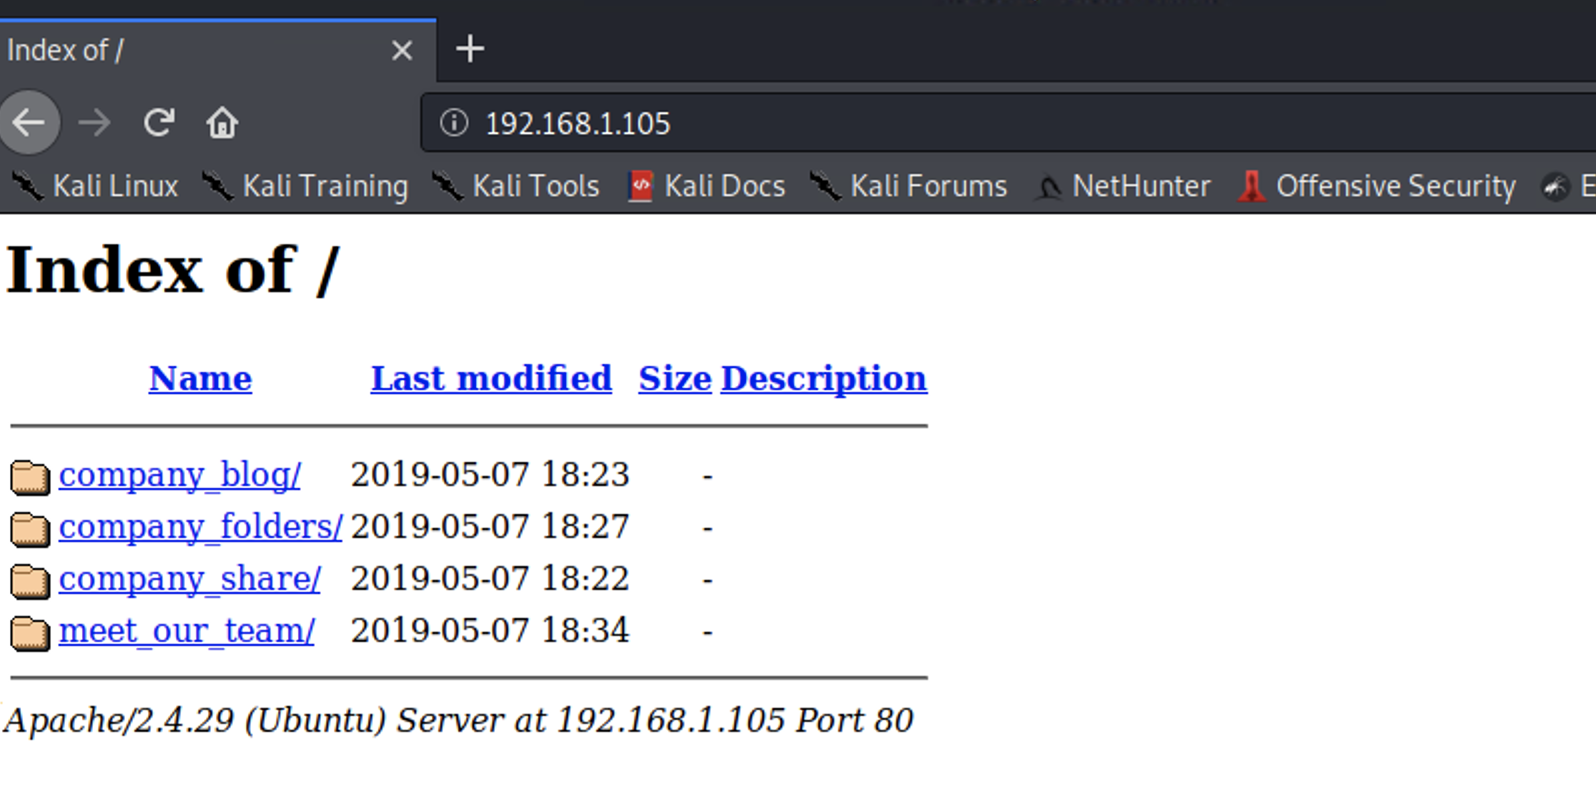 Index of /
192.168.1.105
Kali Linux Kali Training Kali Tools Kali Docs Kali Forums NetHunter Offensive Security E
Index of /
Name Last modified Size Description
company_blog/ 2019-05-07 18:23 -
company_folders/ 2019-05-07 18:27 -
company_share/ 2019-05-07 18:22 -
meet_our_team/ 2019-05-07 18:34 -
Apache/2.4.29 (Ubuntu) Server at 192.168.1.105 Port 80